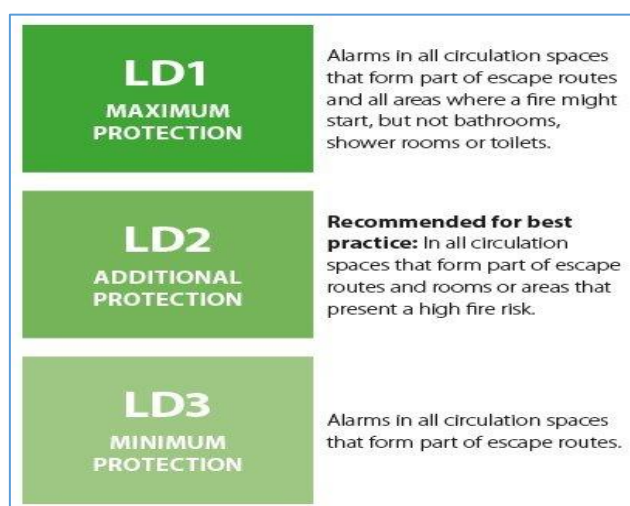 LD1
MAXIMUM
PROTECTION
Alarms in all circulation spaces
that form part of escape routes
and all areas where a fire might
start, but not bathrooms,
shower rooms or toilets.
LD2
ADDITIONAL
PROTECTION
Recommended for best
practice: In all circulation
spaces that form part of escape
routes and rooms or areas that
present a high fire risk.
LD3
MINIMUM
PROTECTION
Alarms in all circulation spaces
that form part of escape routes.